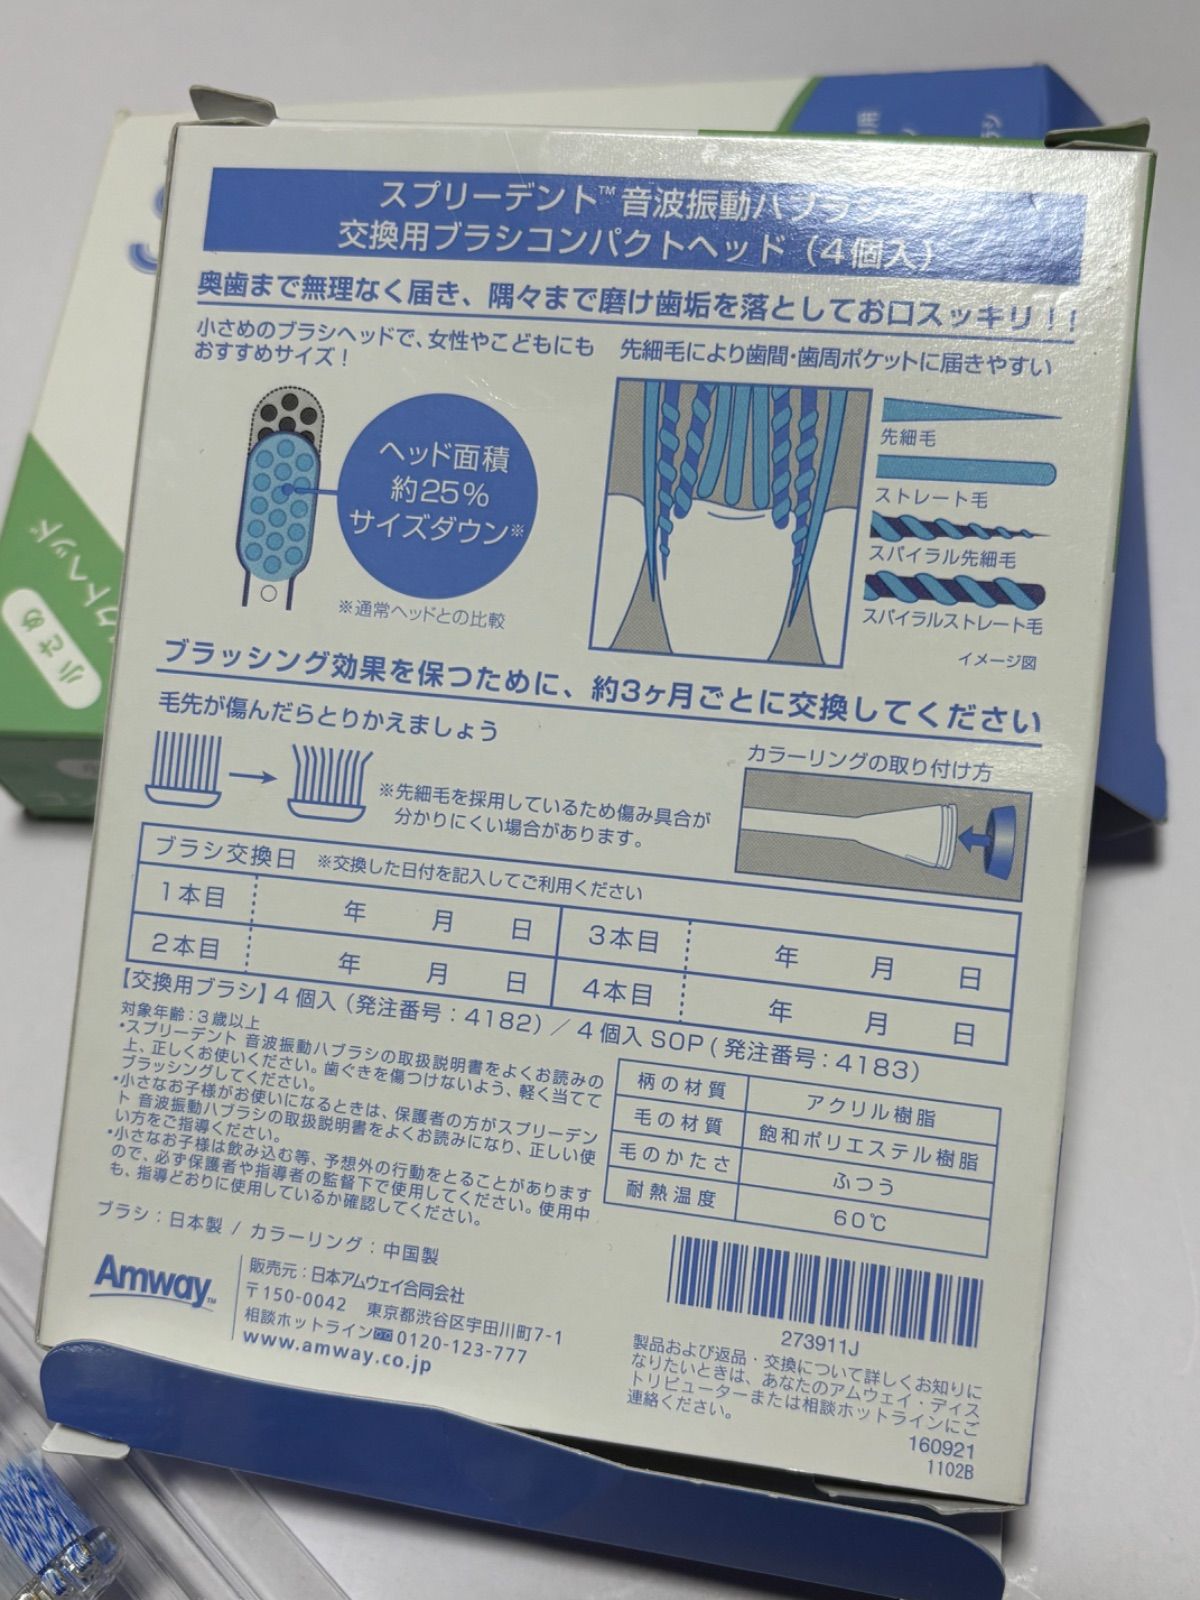 スプリーデント™ 音波振動ハブラシ
交換用ブラシコンパクトヘッド（4個入）
奥歯まで無理なく届き、隅々まで磨け歯垢を落としてお口スッキリ！！
小さめのブラシヘッドで、女性やこどもにも
おすすめサイズ！
先細毛により歯間・歯周ポケットに届きやすい
ヘッド面積
約25%
サイズダウン※
※通常ヘッドとの比較
先細毛
ストレート毛
スパイラル先細毛
スパイラルストレート毛
イメージ図
ブラッシング効果を保つために、約3ヶ月ごとに交換してください
毛先が傷んだらとりかえましょう
※先細毛を採用しているため傷み具合が
分かりにくい場合があります。
カラーリングの取り付け方
ブラシ交換日 ※交換した日付を記入してご利用ください
1本目 年 月 日 3本目 年 月 日
2本目 年 月 日 4本目 年 月 日
【交換用ブラシ】4個入（発注番号：4182）／4個入 SOP（発注番号：4183）
対象年齢：3歳以上
・スプリーデント 音波振動ハブラシの取扱説明書をよくお読みの
上、正しくお使いください。歯ぐきを傷つけないよう、軽く当てて
ブラッシングしてください。
・小さなお子様がお使いになるときは、保護者の方がスプリーデン
ト 音波振動ハブラシの取扱説明書をよくお読みになり、正しい使
い方をご指導ください。
・小さなお子様は飲み込む等、予想外の行動をとることがあります
ので、必ず保護者や指導者の監督下で使用してください。使用中
も、指導どおりに使用しているか確認してください。
柄の材質 アクリル樹脂
毛の材質 飽和ポリエステル樹脂
毛のかたさ ふつう
耐熱温度 60℃
ブラシ：日本製 / カラーリング：中国製
Amway™
販売元：日本アムウェイ合同会社
〒150-0042 東京都渋谷区宇田川町7-1
相談ホットライン 0120-123-777
www.amway.co.jp
273911J
製品および返品・交換について詳しくお知りに
なりたいときは、あなたのアムウェイ・ディス
トリビューターまたは相談ホットラインにご
連絡ください。
160921
1102B
小さめ
クトヘッド